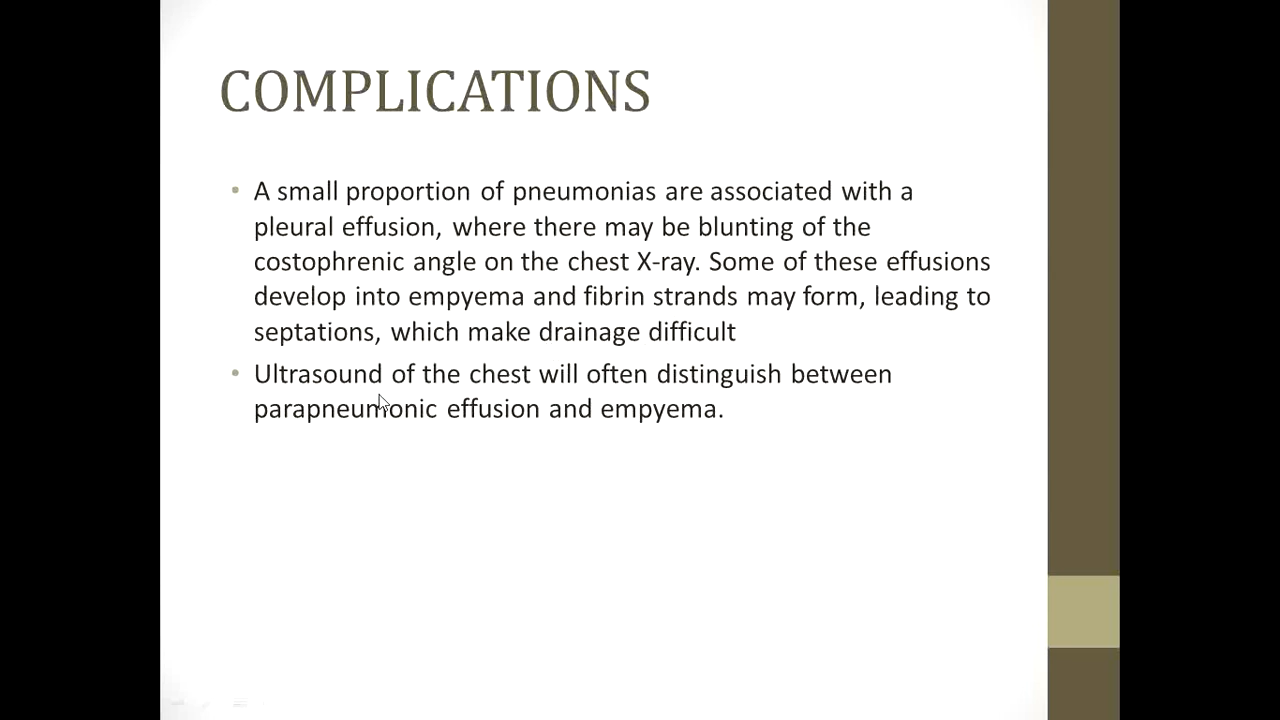 COMPLICATIONS
• A small proportion of pneumonias are associated with a
pleural effusion, where there may be blunting of the
costophrenic angle on the chest X-ray. Some of these effusions
develop into empyema and fibrin strands may form, leading to
septations, which make drainage difficult
• Ultrasound of the chest will often distinguish between
parapneumonic effusion and empyema.